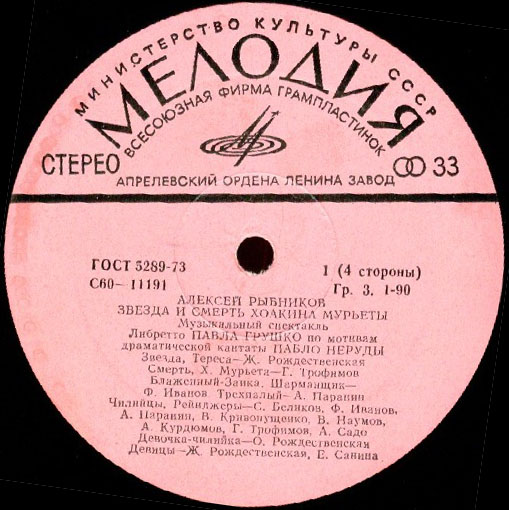 МИНИСТЕРСТВО КУЛЬТУРЫ СССР
МЕЛОДИЯ
ВСЕСОЮЗНАЯ ФИРМА ГРАМПЛАСТИНОК
СТЕРЕО 33
АПРЕЛЕВСКИЙ ОРДЕНА ЛЕНИНА ЗАВОД
ГОСТ 5289-73 1 (4 стороны)
С60—11191 Гр. 3. 1-90
АЛЕКСЕЙ РЫБНИКОВ
ЗВЕЗДА И СМЕРТЬ ХОАКИНА МУРЬЕТЫ
Музыкальный спектакль
Либретто ПАВЛА ГРУШКО по мотивам
драматической кантаты ПАБЛО НЕРУДЫ
Звезда, Тереса—Ж. Рождественская
Смерть, Х. Мурьета—Г. Трофимов
Блаженный-Заика, Шарманщик—
Ф. Иванов Трехпалый—А. Паранин
Чилийцы, Рейнджеры—С. Беликов, Ф. Иванов,
А. Паранин, В. Кривопущенко, В. Наумов,
А. Курдюмов, Г. Трофимов, А. Садо
Девочка-чилийка—О. Рождественская
Девицы—Ж. Рождественская, Е. Санина